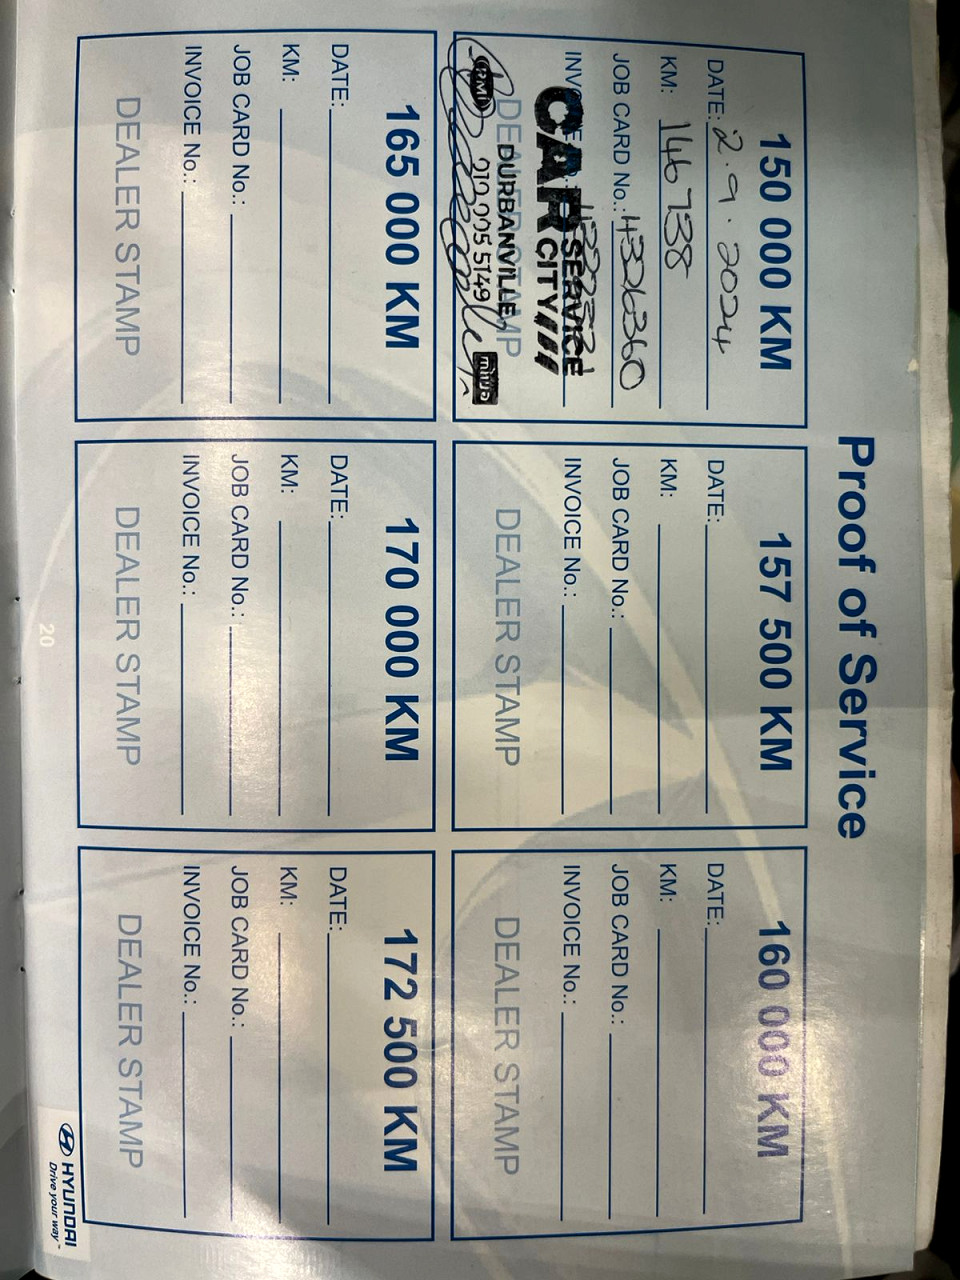 Proof of Service
150 000 KM
DATE: 2.9.2024
KM: 146738
JOB CARD No.: 4326360
INVOICE No.:
DEALER STAMP
CAR SERVICE CITY
DURBANVILLE
RMI
157 500 KM
DATE:
KM:
JOB CARD No.:
INVOICE No.:
DEALER STAMP
160 000 KM
DATE:
KM:
JOB CARD No.:
INVOICE No.:
DEALER STAMP
165 000 KM
DATE:
KM:
JOB CARD No.:
INVOICE No.:
DEALER STAMP
170 000 KM
DATE:
KM:
JOB CARD No.:
INVOICE No.:
DEALER STAMP
172 500 KM
DATE:
KM:
JOB CARD No.:
INVOICE No.:
DEALER STAMP
20
HYUNDAI
Drive your way™